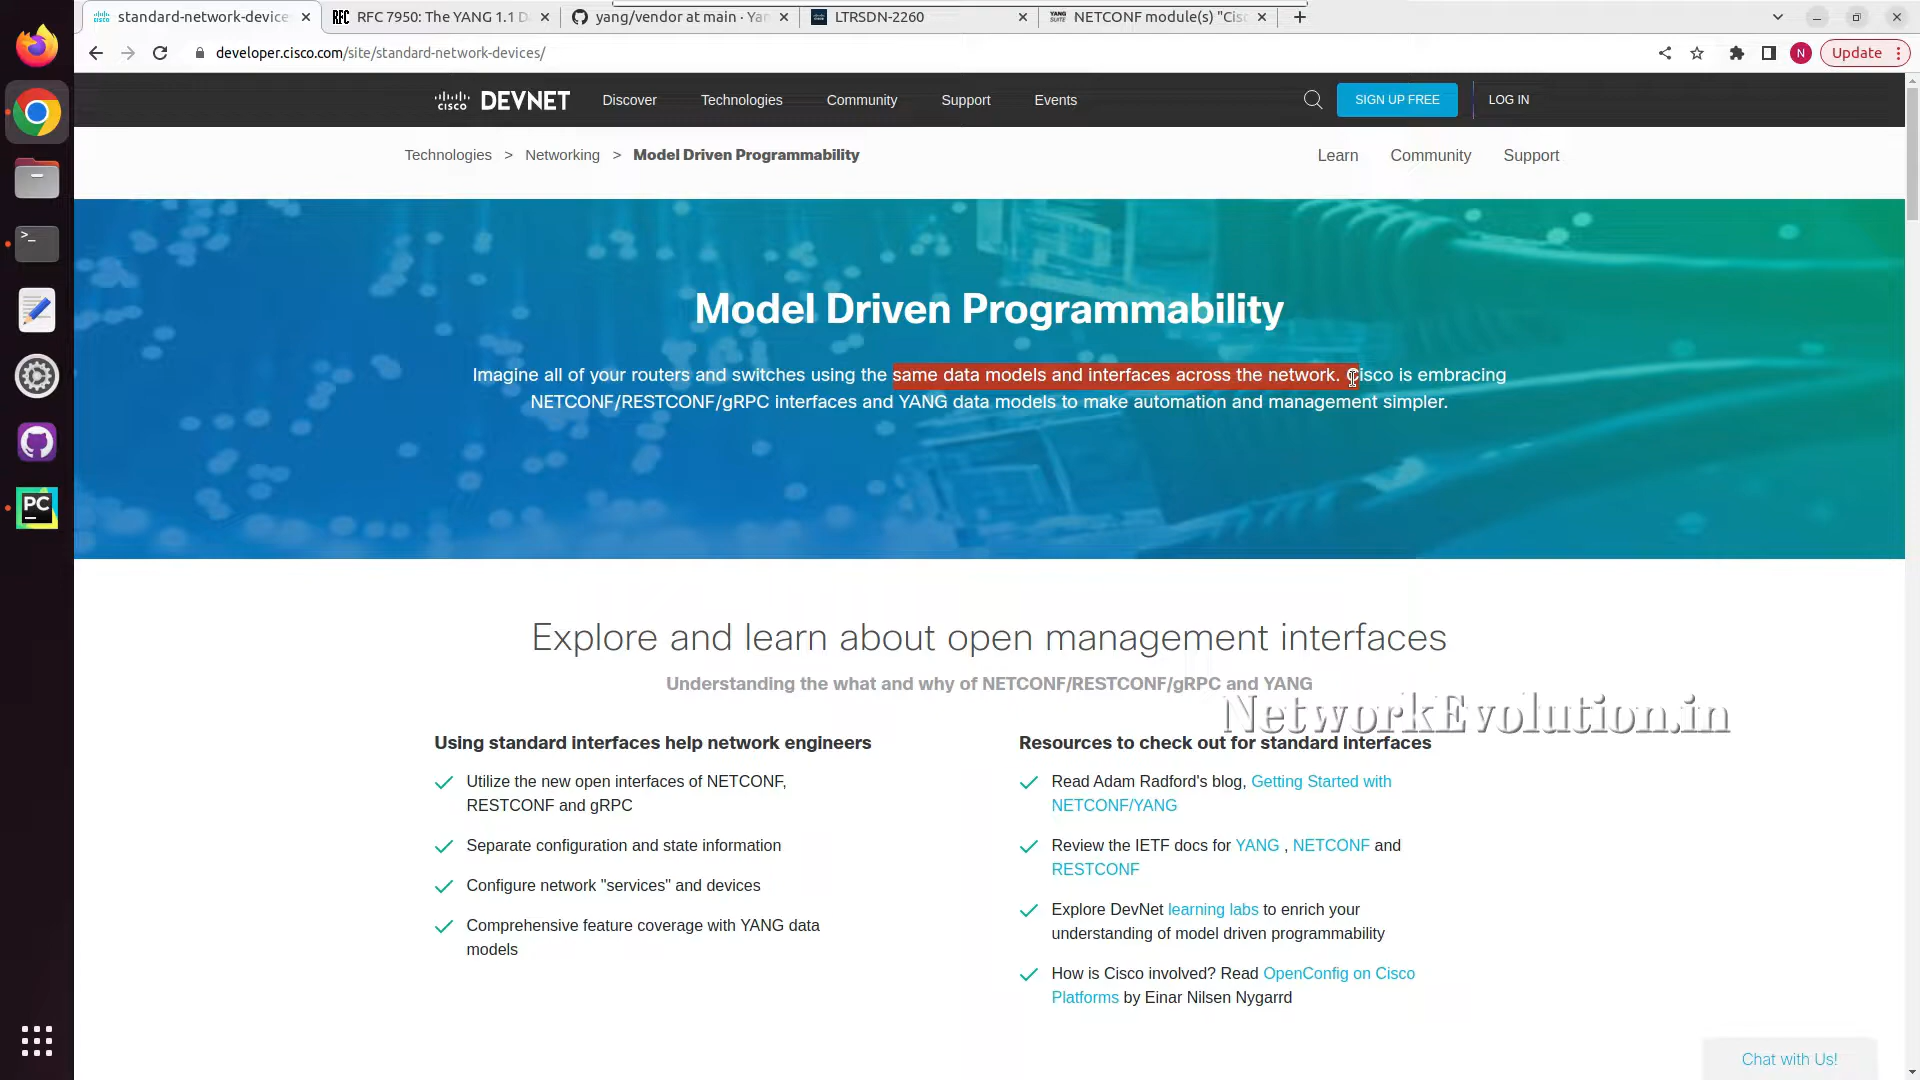 standard-network-device
RFC 7950: The YANG 1.1 D
yang/vendor at main · Yan
LTRSDN-2260
NETCONF module(s) "Cisc
developer.cisco.com/site/standard-network-devices/
N
Update
CISCO DEVNET
Discover
Technologies
Community
Support
Events
SIGN UP FREE
LOG IN
Technologies > Networking > Model Driven Programmability
Learn
Community
Support
Model Driven Programmability
Imagine all of your routers and switches using the same data models and interfaces across the network. Cisco is embracing
NETCONF/RESTCONF/gRPC interfaces and YANG data models to make automation and management simpler.
Explore and learn about open management interfaces
Understanding the what and why of NETCONF/RESTCONF/gRPC and YANG
NetworkEvolution.in
Using standard interfaces help network engineers
Utilize the new open interfaces of NETCONF,
RESTCONF and gRPC
Separate configuration and state information
Configure network "services" and devices
Comprehensive feature coverage with YANG data
models
Resources to check out for standard interfaces
Read Adam Radford's blog, Getting Started with
NETCONF/YANG
Review the IETF docs for YANG , NETCONF and
RESTCONF
Explore DevNet learning labs to enrich your
understanding of model driven programmability
How is Cisco involved? Read OpenConfig on Cisco
Platforms by Einar Nilsen Nygarrd
Chat with Us!
PC